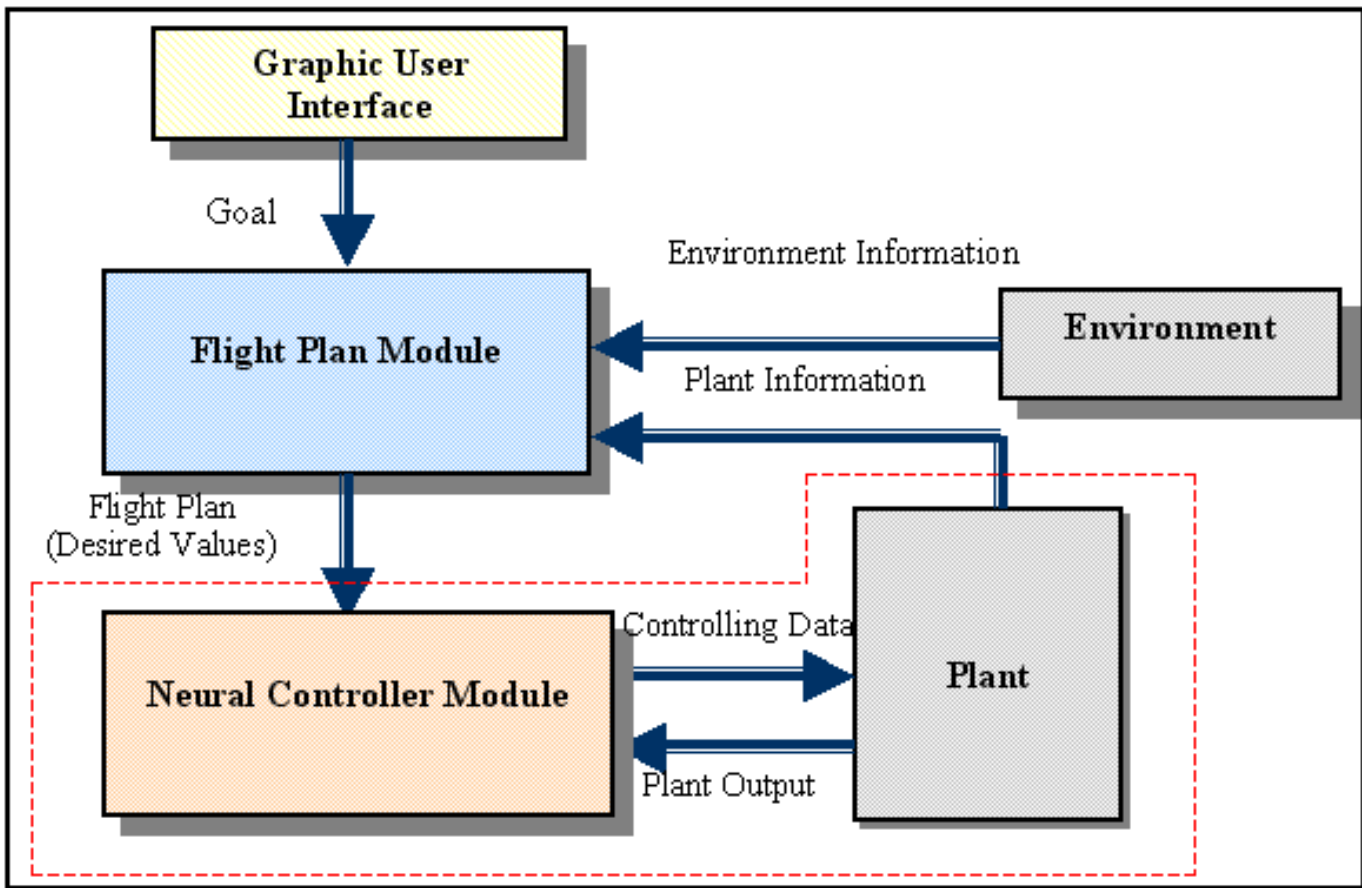 Graphic User
Interface
Goal
Environment Information
Environment
Flight Plan Module
Plant Information
Flight Plan
(Desired Values)
Controlling Data
Neural Controller Module
Plant
Plant Output